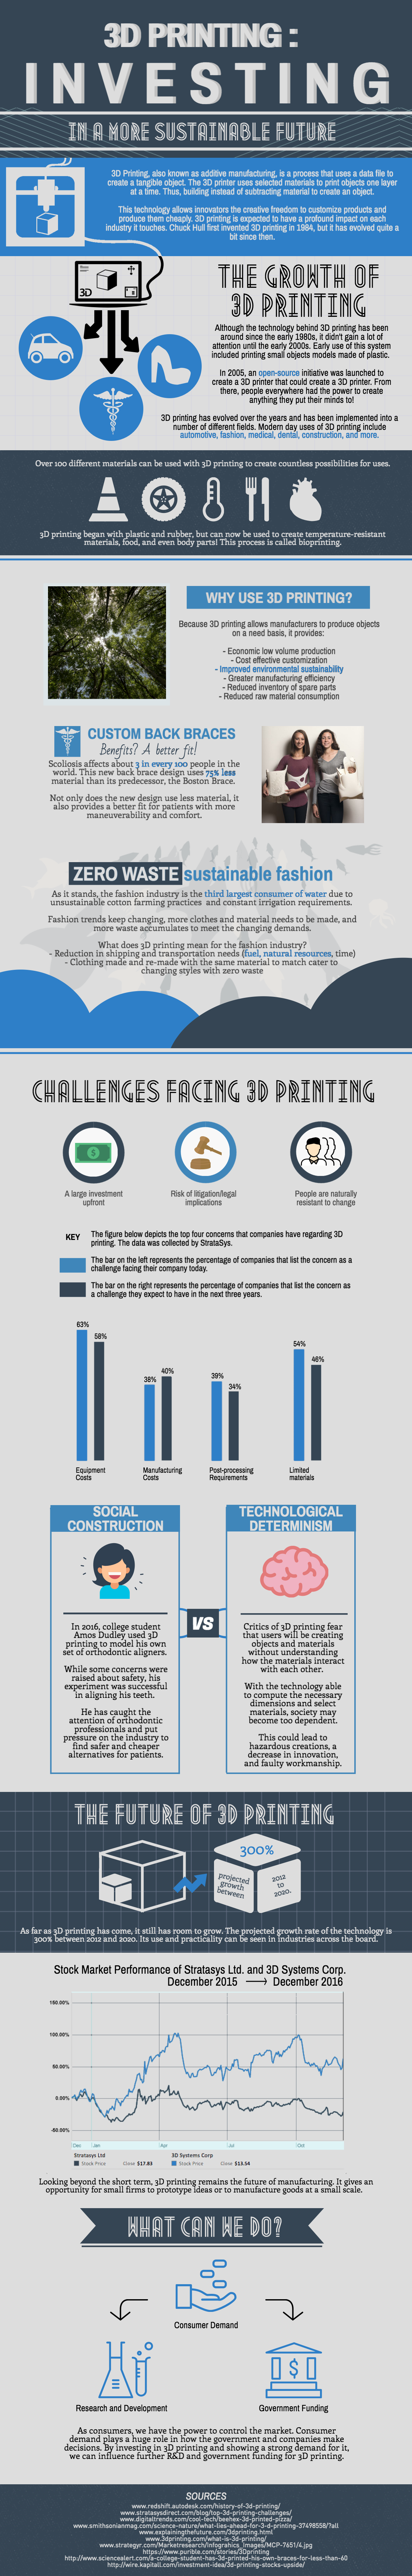 3D PRINTING:
INVESTING
IN A MORE SUSTAINABLE FUTURE
3D Printing, also known as additive manufacturing, is a process that uses a data file to
create a tangible object. The 3D printer uses selected materials to print objects one layer
at a time. Thus, building instead of subtracting material to create an object.
This technology allows innovators the creative freedom to customize products and
produce them cheaply. 3D printing is expected to have a profound impact on each
industry it touches. Chuck Hull first invented 3D printing in 1984, but it has evolved quite a
bit since then.
3D
THE GROWTH OF
3D PRINTING
Although the technology behind 3D printing has been
around since the early 1980s, it didn't gain a lot of
attention until the early 2000s. Early use of this system
included printing small objects models made of plastic.
In 2005, an open-source initiative was launched to
create a 3D printer that could create a 3D printer. From
there, people everywhere had the power to create
anything they put their minds to!
3D printing has evolved over the years and has been implemented into a
number of different fields. Modern day uses of 3D printing include
automotive, fashion, medical, dental, construction, and more.
Over 100 different materials can be used with 3D printing to create countless possibilities for uses.
3D printing began with plastic and rubber, but can now be used to create temperature-resistant
materials, food, and even body parts! This process is called bioprinting.
WHY USE 3D PRINTING?
Because 3D printing allows manufacturers to produce objects
on a need basis, it provides:
- Economic low volume production
- Cost effective customization
- Improved environmental sustainability
- Greater manufacturing efficiency
- Reduced inventory of spare parts
- Reduced raw material consumption
CUSTOM BACK BRACES
Benefits? A better fit!
Scoliosis affects about 3 in every 100 people in the
world. This new back brace design uses 75% less
material than its predecessor, the Boston Brace.
Not only does the new design use less material, it
also provides a better fit for patients with more
maneuverability and comfort.
ZERO WASTE sustainable fashion
As it stands, the fashion industry is the third largest consumer of water due to
unsustainable cotton farming practices and constant irrigation requirements.
Fashion trends keep changing, more clothes and material needs to be made, and
more waste accumulates to meet the changing demands.
What does 3D printing mean for the fashion industry?
- Reduction in shipping and transportation needs (fuel, natural resources, time)
- Clothing made and re-made with the same material to match cater to
changing styles with zero waste
CHALLENGES FACING 3D PRINTING
A large investment
upfront
Risk of litigation/legal
implications
People are naturally
resistant to change
KEY
The figure below depicts the top four concerns that companies have regarding 3D
printing. The data was collected by StrataSys.
The bar on the left represents the percentage of companies that list the concern as a
challenge facing their company today.
The bar on the right represents the percentage of companies that list the concern as
a challenge they expect to have in the next three years.
63%
58%
38%
40%
39%
34%
54%
46%
Equipment
Costs
Manufacturing
Costs
Post-processing
Requirements
Limited
materials
SOCIAL
CONSTRUCTION
In 2016, college student
Amos Dudley used 3D
printing to model his own
set of orthodontic aligners.
While some concerns were
raised about safety, his
experiment was successful
in aligning his teeth.
He has caught the
attention of orthodontic
professionals and put
pressure on the industry to
find safer and cheaper
alternatives for patients.
VS
TECHNOLOGICAL
DETERMINISM
Critics of 3D printing fear
that users will be creating
objects and materials
without understanding
how the materials interact
with each other.
With the technology able
to compute the necessary
dimensions and select
materials, society may
become too dependent.
This could lead to
hazardous creations, a
decrease in innovation,
and faulty workmanship.
THE FUTURE OF 3D PRINTING
300%
projected
growth
between
2012
to
2020.
As far as 3D printing has come, it still has room to grow. The projected growth rate of the technology is
300% between 2012 and 2020. Its use and practicality can be seen in industries across the board.
Stock Market Performance of Stratasys Ltd. and 3D Systems Corp.
December 2015 → December 2016
150.00%
100.00%
50.00%
0.00%
-50.00%
Dec Jan Apr Jul Oct
Stratasys Ltd 3D Systems Corp
Stock Price Close $17.83 Stock Price Close $13.54
Looking beyond the short term, 3D printing remains the future of manufacturing. It gives an
opportunity for small firms to prototype ideas or to manufacture goods at a small scale.
WHAT CAN WE DO?
Consumer Demand
Research and Development
Government Funding
As consumers, we have the power to control the market. Consumer
demand plays a huge role in how the government and companies make
decisions. By investing in 3D printing and showing a strong demand for it,
we can influence further R&D and government funding for 3D printing.
SOURCES
www.redshift.autodesk.com/history-of-3d-printing/
www.stratasysdirect.com/blog/top-3d-printing-challenges/
www.digitaltrends.com/cool-tech/beehex-3d-printed-pizza/
www.smithsonianmag.com/science-nature/what-lies-ahead-for-3-d-printing-37498558/?all
www.explainingthefuture.com/3dprinting.html
www.3dprinting.com/what-is-3d-printing/
www.strategyr.com/Marketresearch/infographics_images/MCP-7651/4.jpg
https://www.purible.com/stories/3Dprinting
http://www.sciencealert.com/a-college-student-has-3d-printed-his-own-braces-for-less-than-60
http://wire.kapitall.com/investment-idea/3d-printing-stocks-upside/